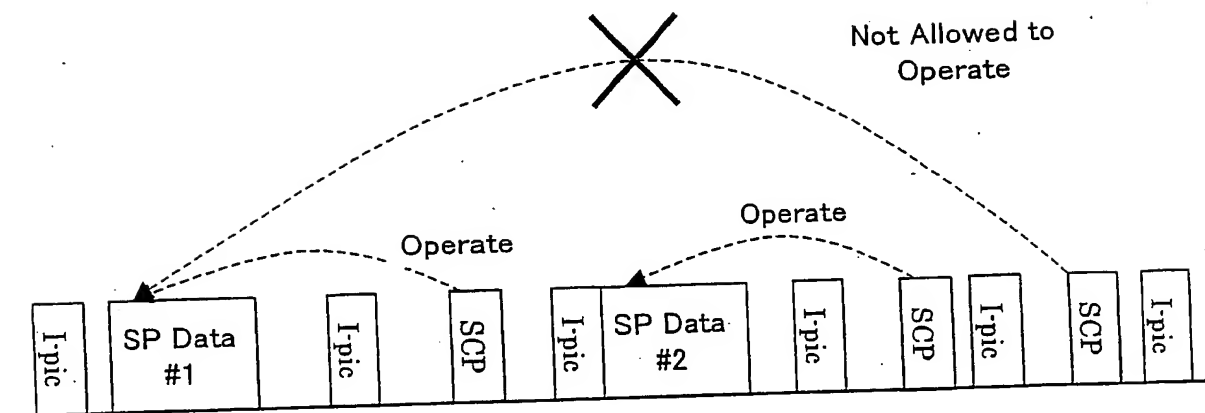 Not Allowed to
Operate
Operate
Operate
I-pic
SP Data
#1
I-pic
SCP
I-pic
SP Data
#2
I-pic
SCP
I-pic
SCP
I-pic